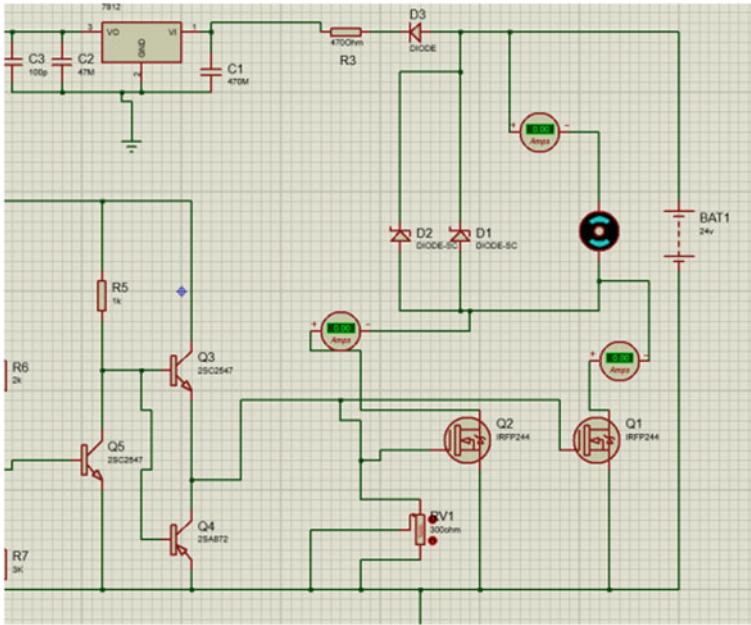 7812
3
VO
VI
1
GND
2
C3
100p
C2
47M
C1
470M
470Ohm
R3
D3
DIODE
+
0.00
Amps
-
BAT1
24v
D2
DIODE-SC
D1
DIODE-SC
+
0.00
Amps
-
+
0.00
Amps
-
R5
1k
R6
2k
Q3
2SC2547
Q5
2SC2547
Q4
2SA872
R7
3K
Q2
IRFP244
Q1
IRFP244
RV1
300ohm